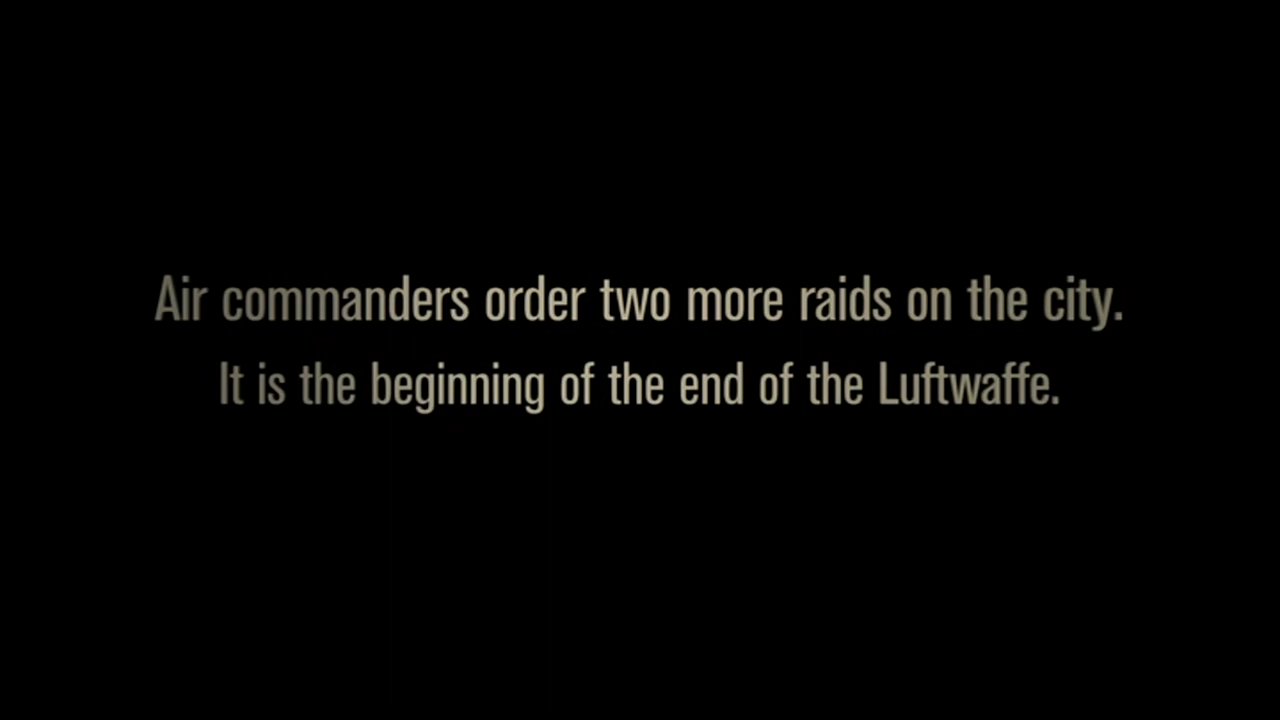 Air commanders order two more raids on the city.
It is the beginning of the end of the Luftwaffe.